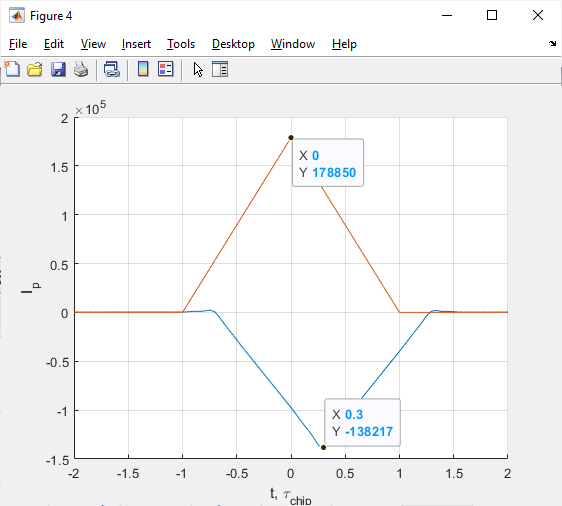 Figure 4
File Edit View Insert Tools Desktop Window Help
×10^5
2
1.5
1
0.5
0
-0.5
-1
-1.5
I_p
X 0
Y 178850
X 0.3
Y -138217
-2 -1.5 -1 -0.5 0 0.5 1 1.5 2
t, τ_chip